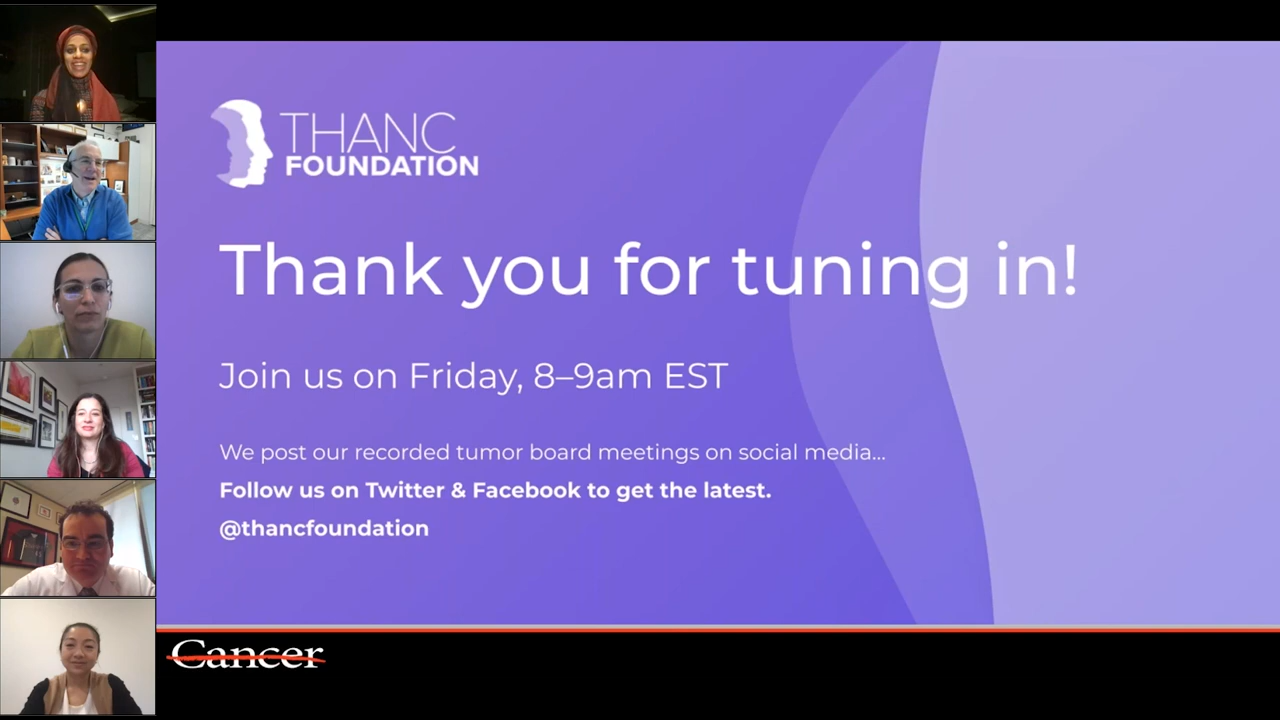 THANC
FOUNDATION
Thank you for tuning in!
Join us on Friday, 8–9am EST
We post our recorded tumor board meetings on social media...
Follow us on Twitter & Facebook to get the latest.
@thancfoundation
Cancer